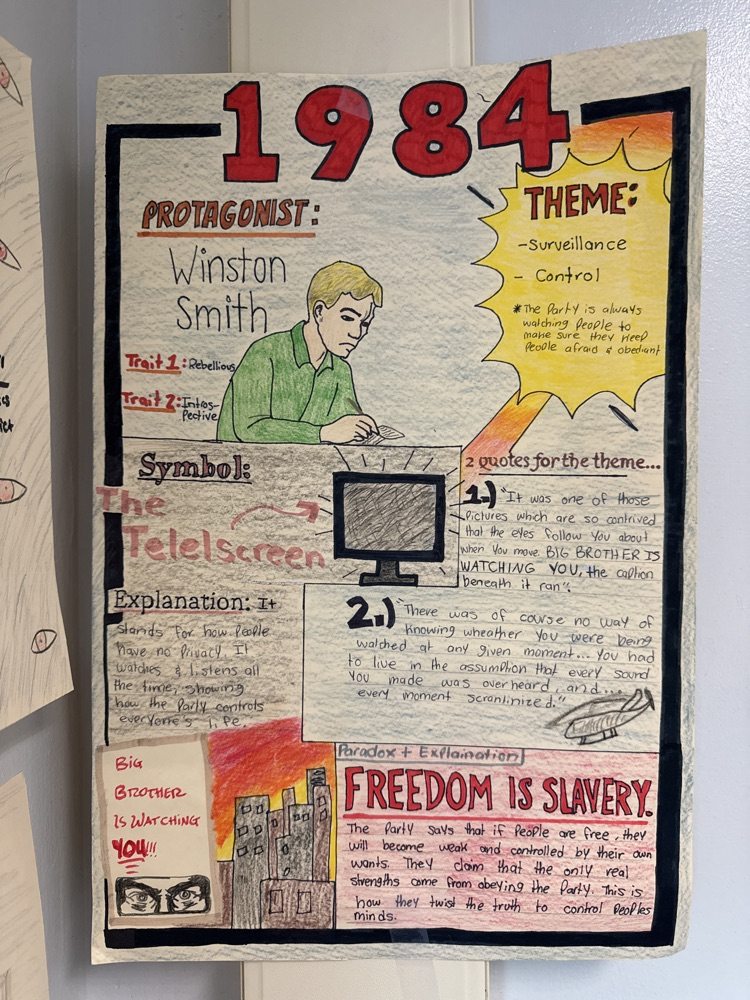 1984
PROTAGONIST:
Winston
Smith
Trait 1: Rebellious
Trait 2: Intros-
pective
THEME:
-Surveillance
- Control
*The Party is always
watching people to
make sure they keep
People afraid & obediant
Symbol:
The
Telelscreen
Explanation: It
stands for how People
have no Privacy. It
watches & listens all
the time, showing
how the Party controls
everyone's life.
2 quotes for the theme...
1.) "It was one of those
Pictures which are so contrived
that the eyes follow you about
when you move BIG BROTHER IS
WATCHING YOU, the caption
beneath it ran".
2.) "There was of course no way of
Knowing wheather you were being
watched at any given moment... You had
to live in the assumption that every sound
You made was overheard, and...
every moment scrantinized."
BiG
BROTHER
IS WATCHING
YOU!!!
Paradox + Explaination
FREEDOM IS SLAVERY.
The Party says that if People are free, they
will become weak and controlled by their own
wants. They claim that the only real
strengths come from obeying the Party. This is
how they twist the truth to control Peoples
minds.